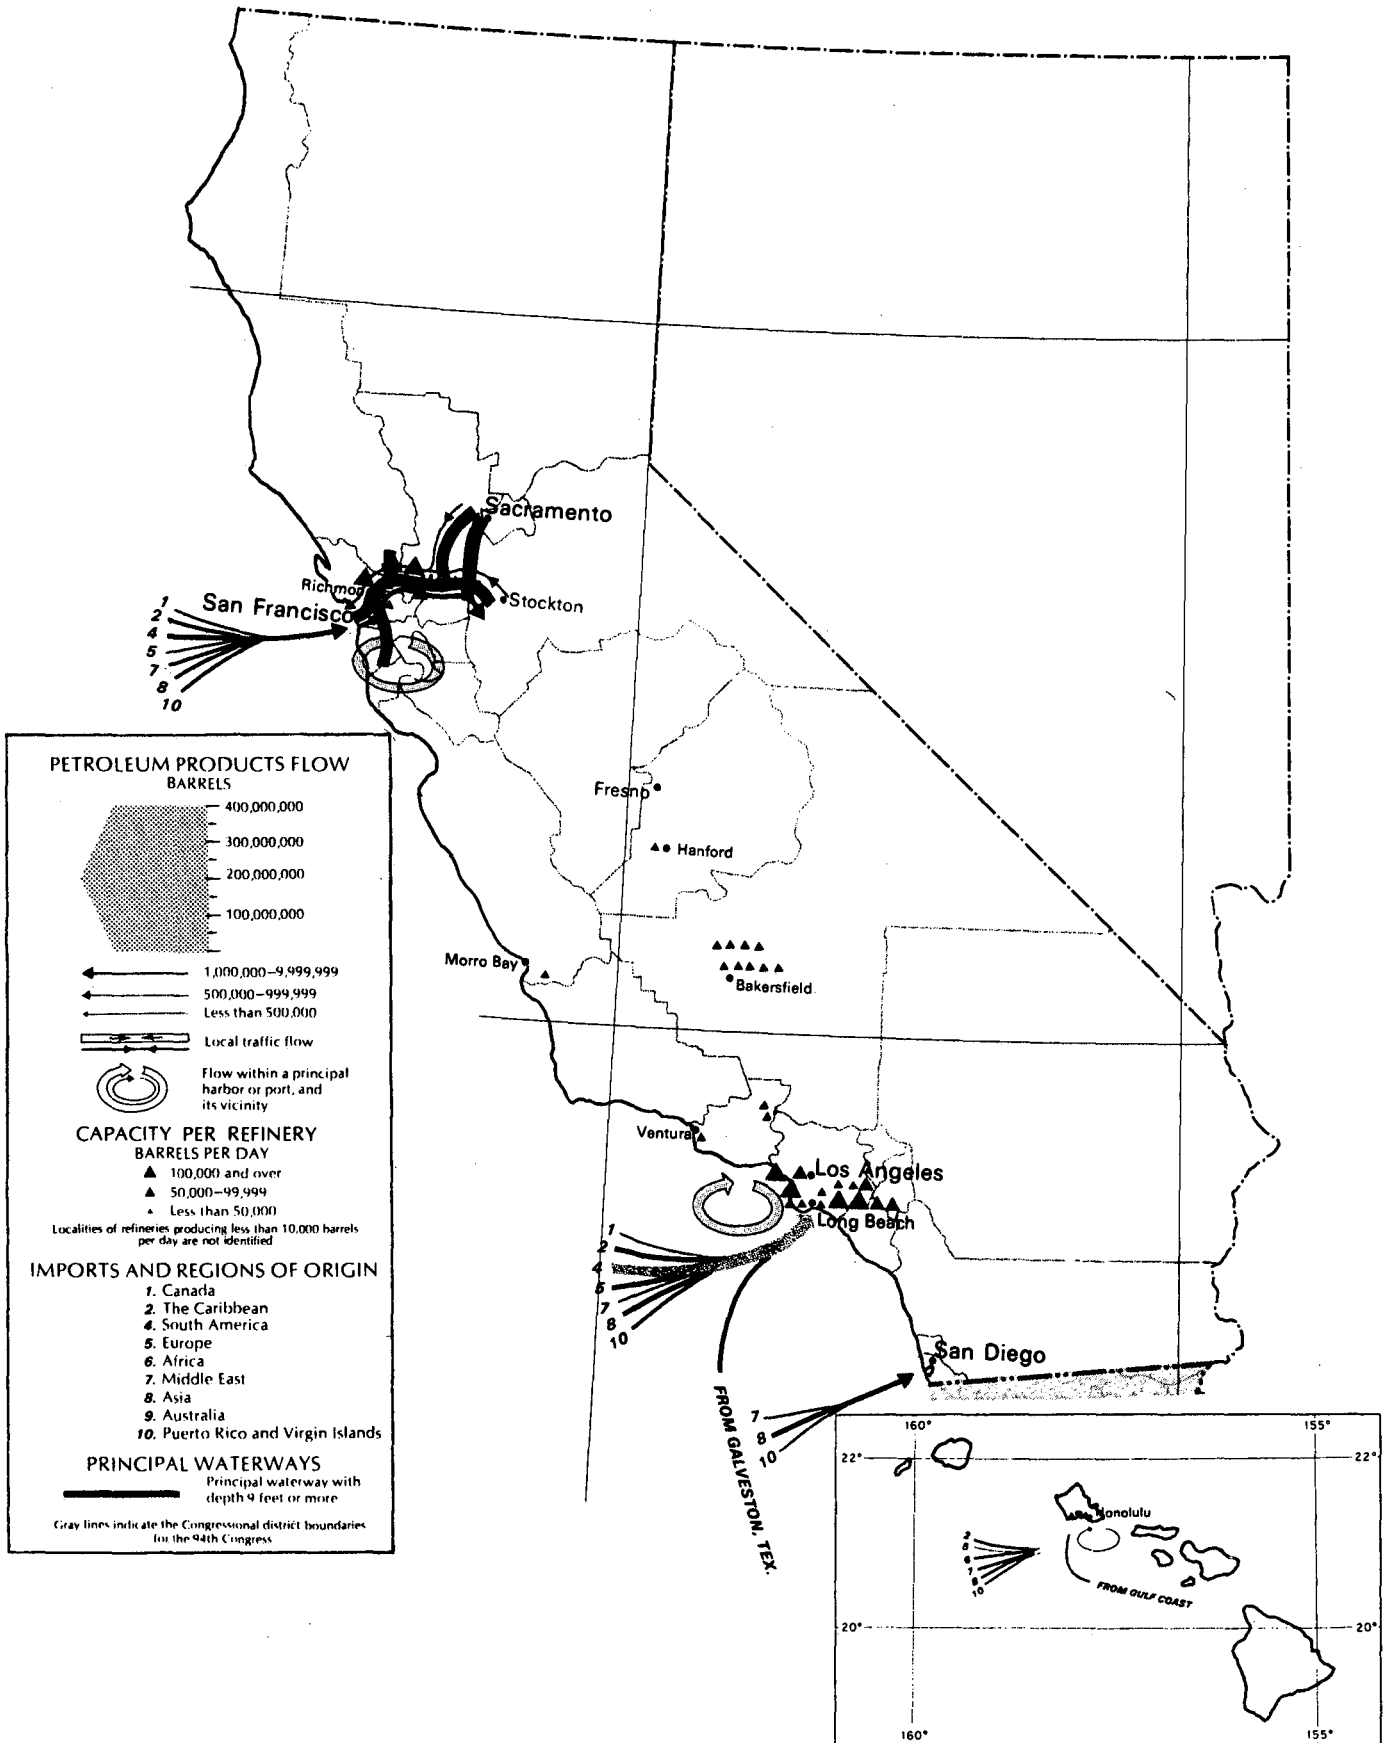 Sacramento
Richmon
Stockton
San Francisco
1
2
4
5
7
8
10
PETROLEUM PRODUCTS FLOW
BARRELS
400,000,000
300,000,000
200,000,000
100,000,000
1,000,000–9,999,999
500,000–999,999
Less than 500,000
Local traffic flow
Flow within a principal
harbor or port, and
its vicinity
CAPACITY PER REFINERY
BARRELS PER DAY
100,000 and over
50,000–99,999
Less than 50,000
Localities of refineries producing less than 10,000 barrels
per day are not identified
IMPORTS AND REGIONS OF ORIGIN
1. Canada
2. The Caribbean
4. South America
5. Europe
6. Africa
7. Middle East
8. Asia
9. Australia
10. Puerto Rico and Virgin Islands
PRINCIPAL WATERWAYS
Principal waterway with
depth 9 feet or more
Gray lines indicate the Congressional district boundaries
for the 94th Congress
Fresno
Hanford
Morro Bay
Bakersfield
Ventura
Los Angeles
Long Beach
1
2
4
5
7
8
10
San Diego
FROM GALVESTON, TEX.
7
8
10
160°
155°
22°
22°
Honolulu
2
8
10
FROM GULF COAST
20°
20°
160°
155°